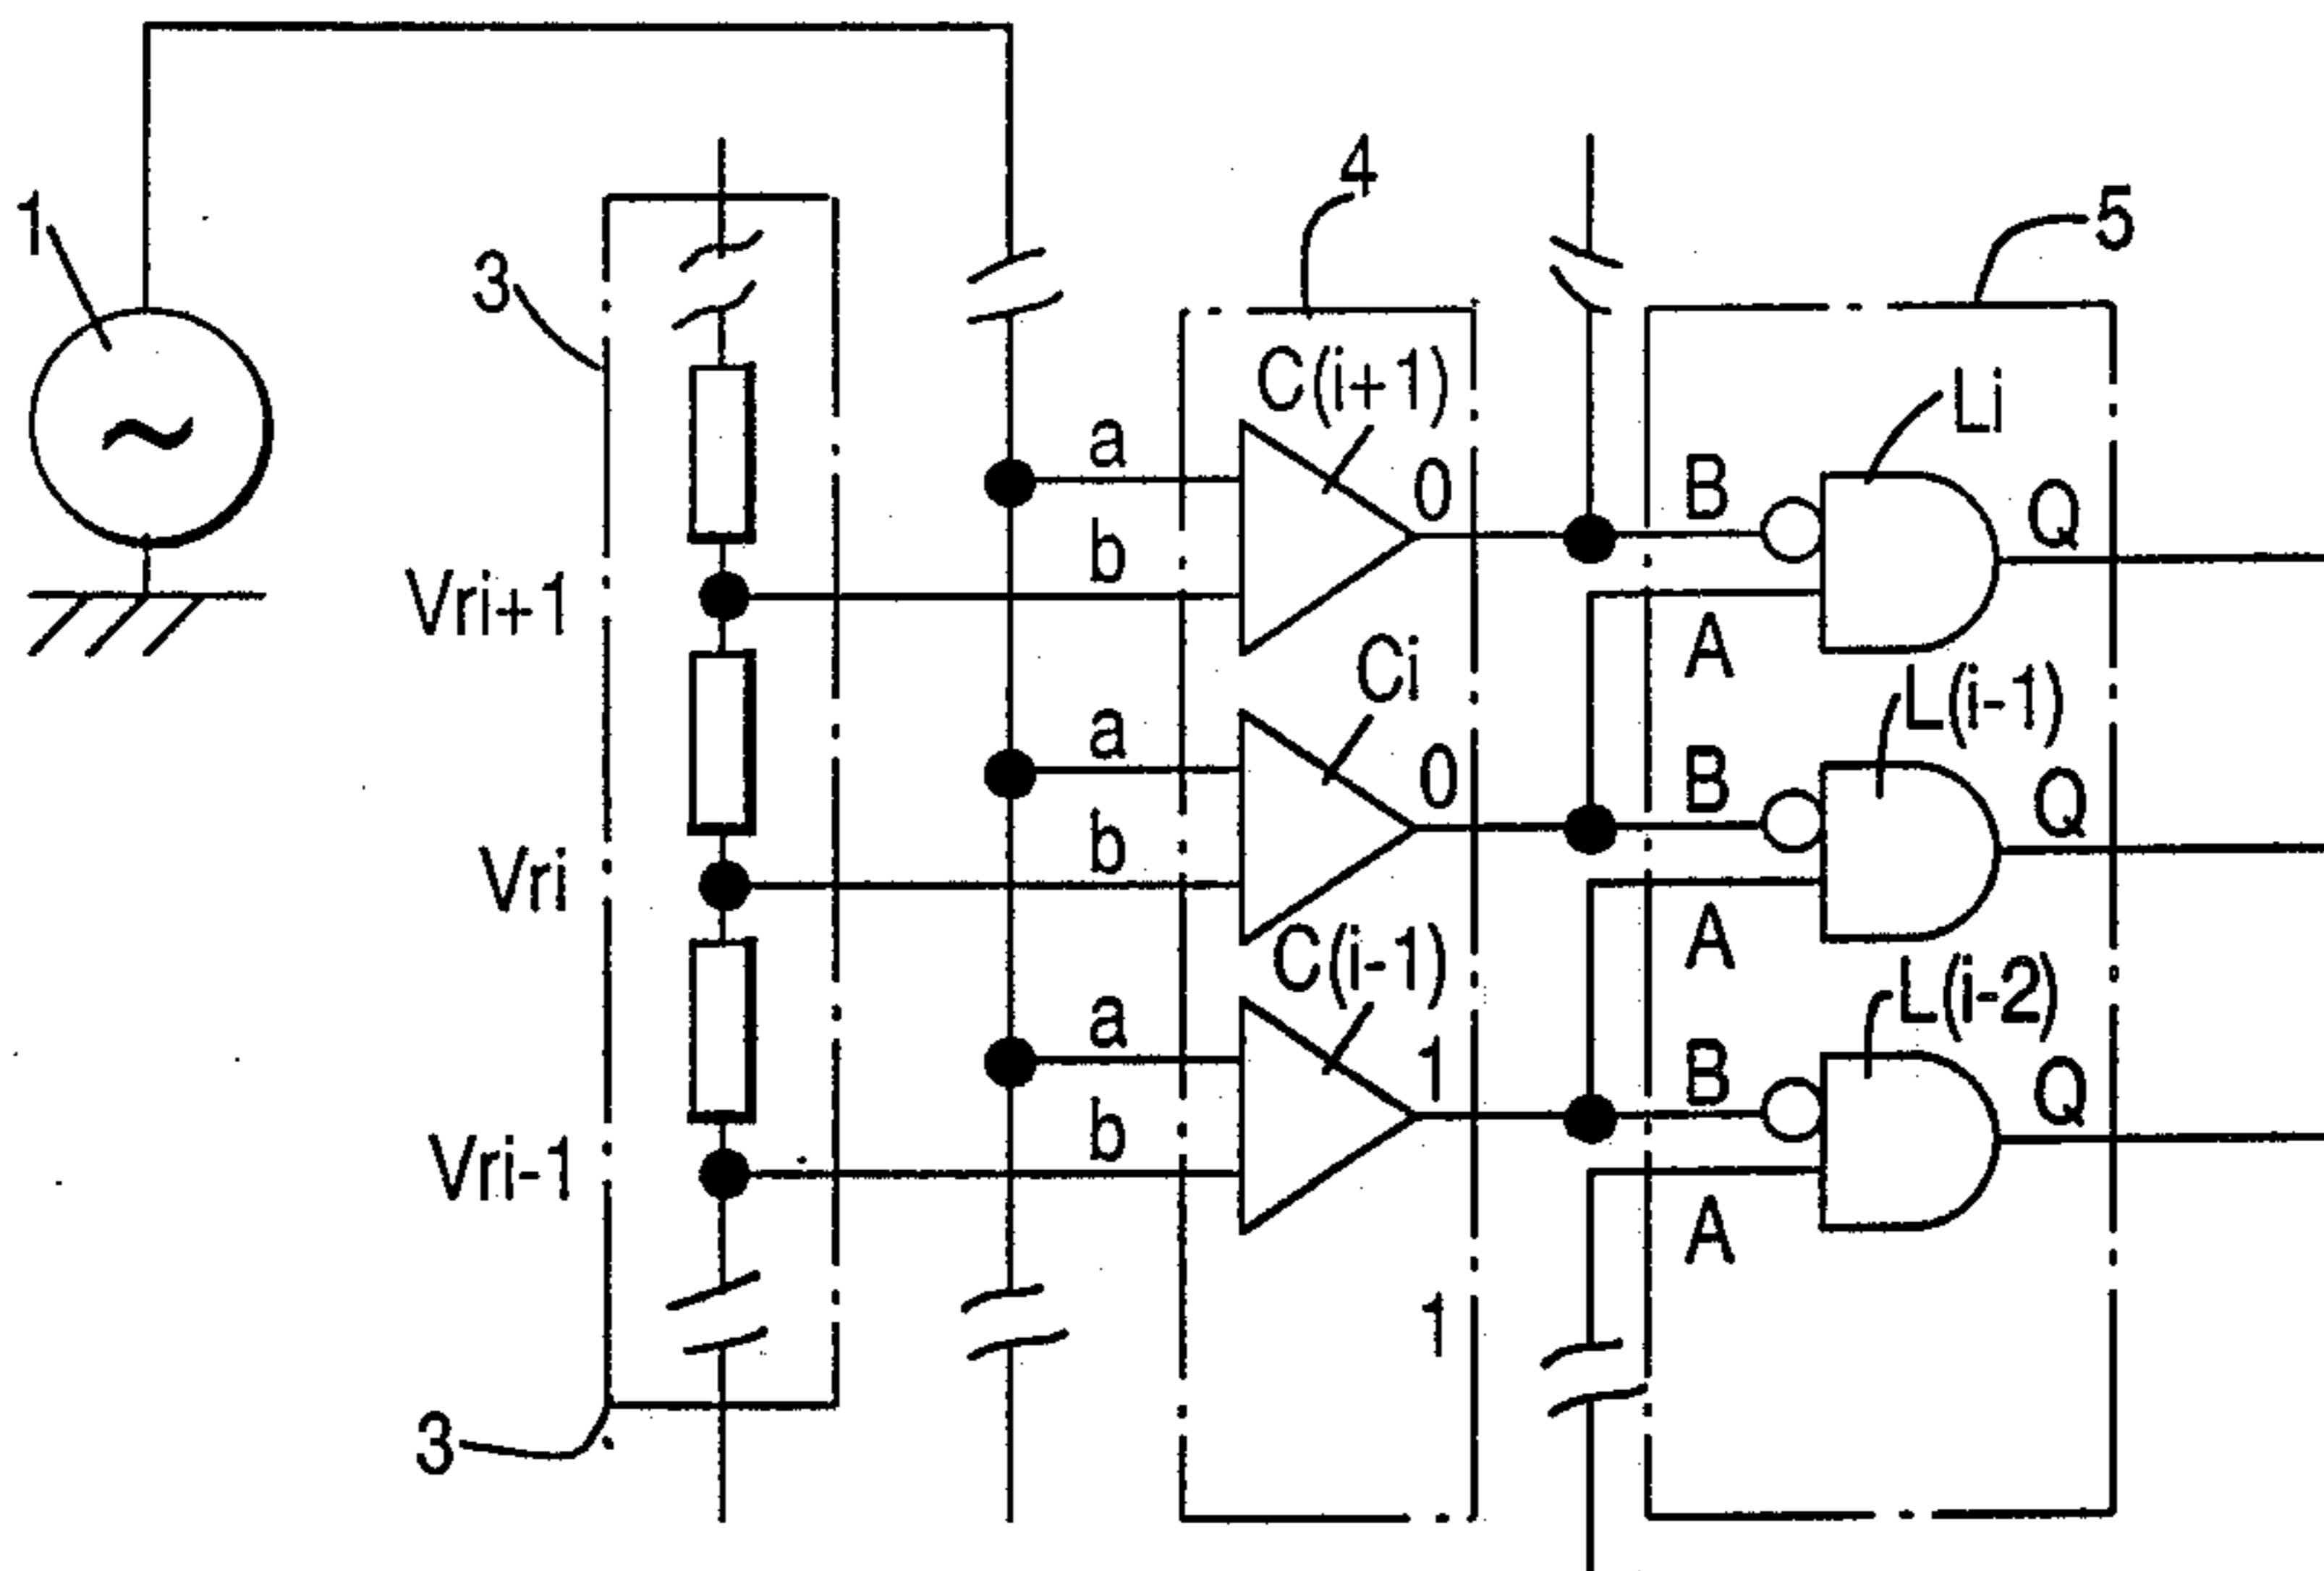 4
1
5
3
C(i+1)
Li
a
0
B
Q
b
Vri+1
A
Ci
L(i-1)
a
0
B
Q
b
Vri
A
C(i-1)
L(i-2)
a
1
B
Q
b
Vri-1
A
1
3